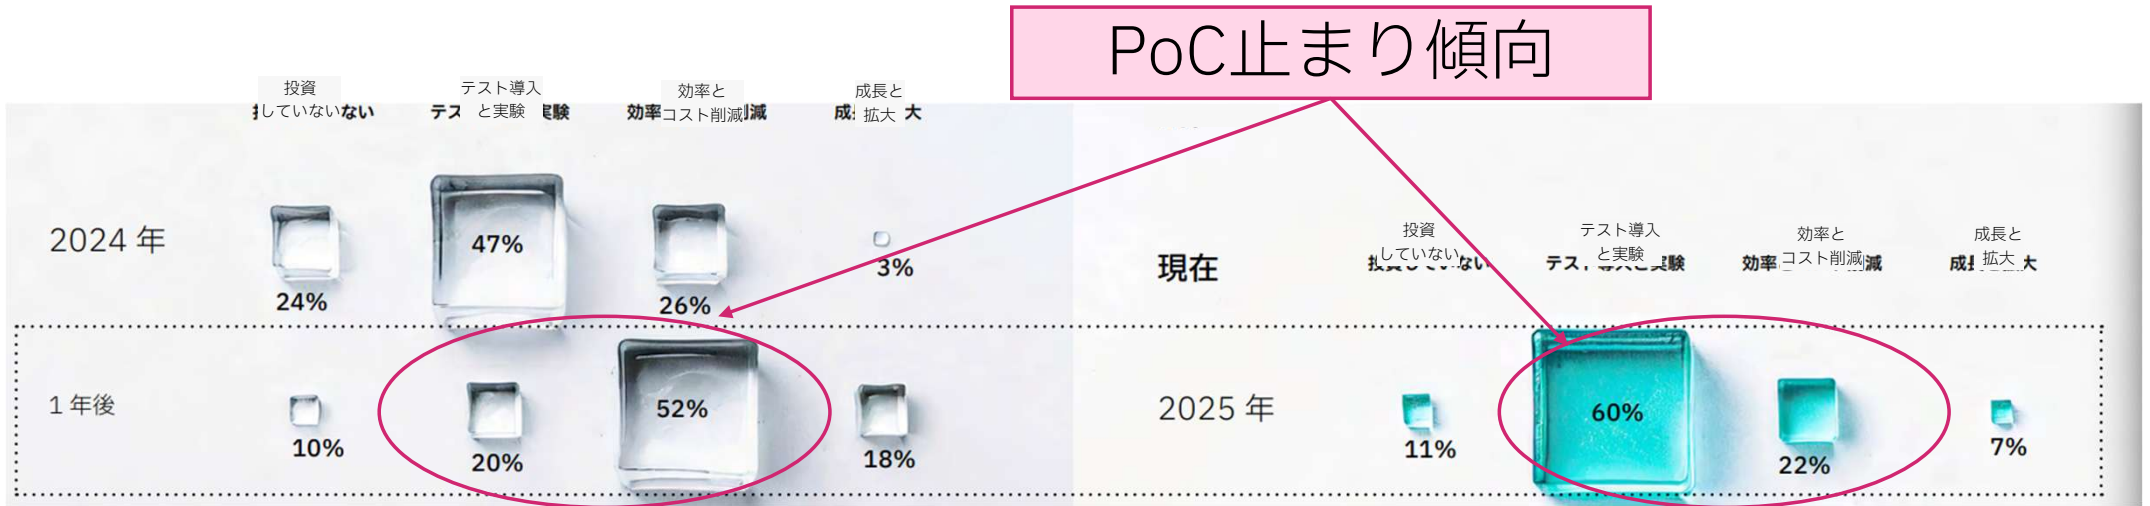 PoC止まり傾向
投資
していない
テスト導入
と実験
効率と
コスト削減
成長と
拡大
2024 年
24%
47%
26%
3%
1 年後
10%
20%
52%
18%
現在
投資
していない
テスト導入
と実験
効率と
コスト削減
成長と
拡大
2025 年
11%
60%
22%
7%